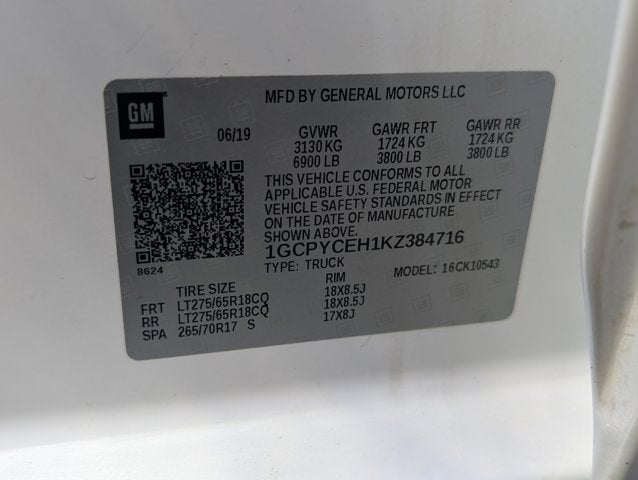 GM
MFD BY GENERAL MOTORS LLC
06/19 GVWR GAWR FRT GAWR RR
3130 KG 1724 KG 1724 KG
6900 LB 3800 LB 3800 LB
THIS VEHICLE CONFORMS TO ALL
APPLICABLE U.S. FEDERAL MOTOR
VEHICLE SAFETY STANDARDS IN EFFECT
ON THE DATE OF MANUFACTURE
SHOWN ABOVE.
1GCPYCEH1KZ384716
8624
TYPE: TRUCK MODEL: 16CK10543
TIRE SIZE RIM
FRT LT275/65R18CQ 18X8.5J
RR LT275/65R18CQ 18X8.5J
SPA 265/70R17 S 17X8J